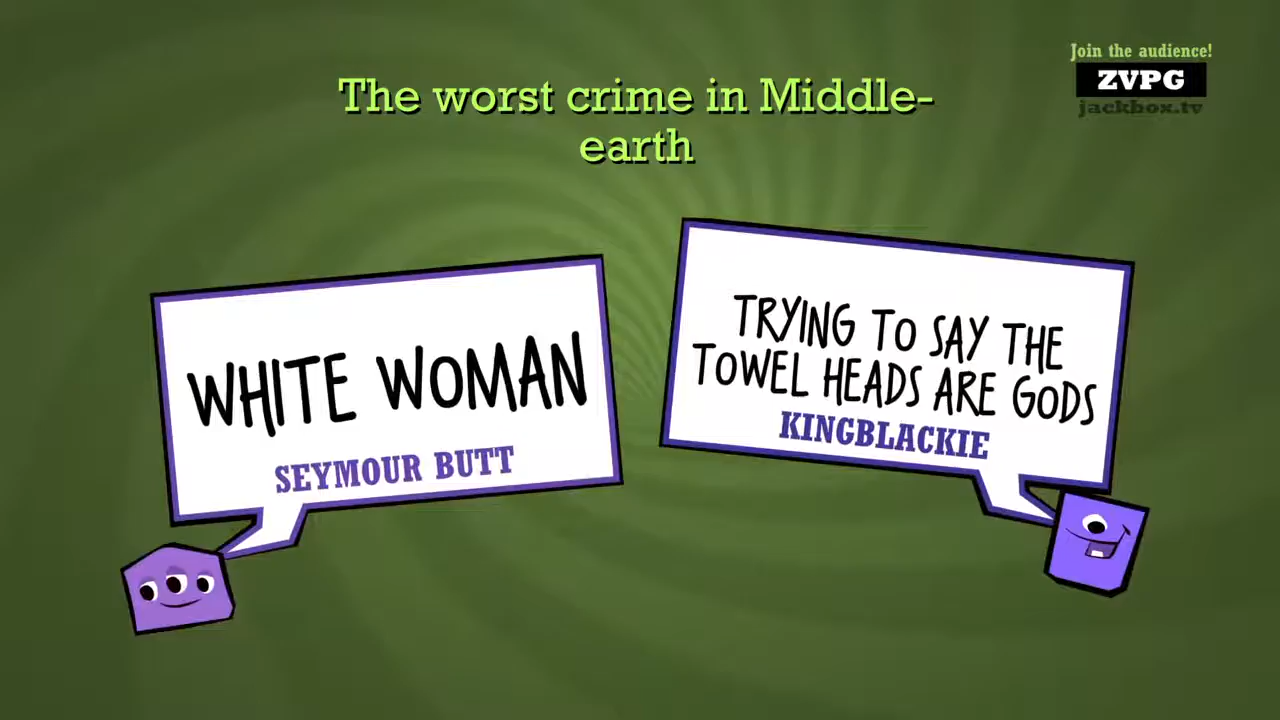 Join the audience!
ZVPG
jackbox.tv
The worst crime in Middle-
earth
WHITE WOMAN
SEYMOUR BUTT
TRYING TO SAY THE
TOWEL HEADS ARE GODS
KINGBLACKIE